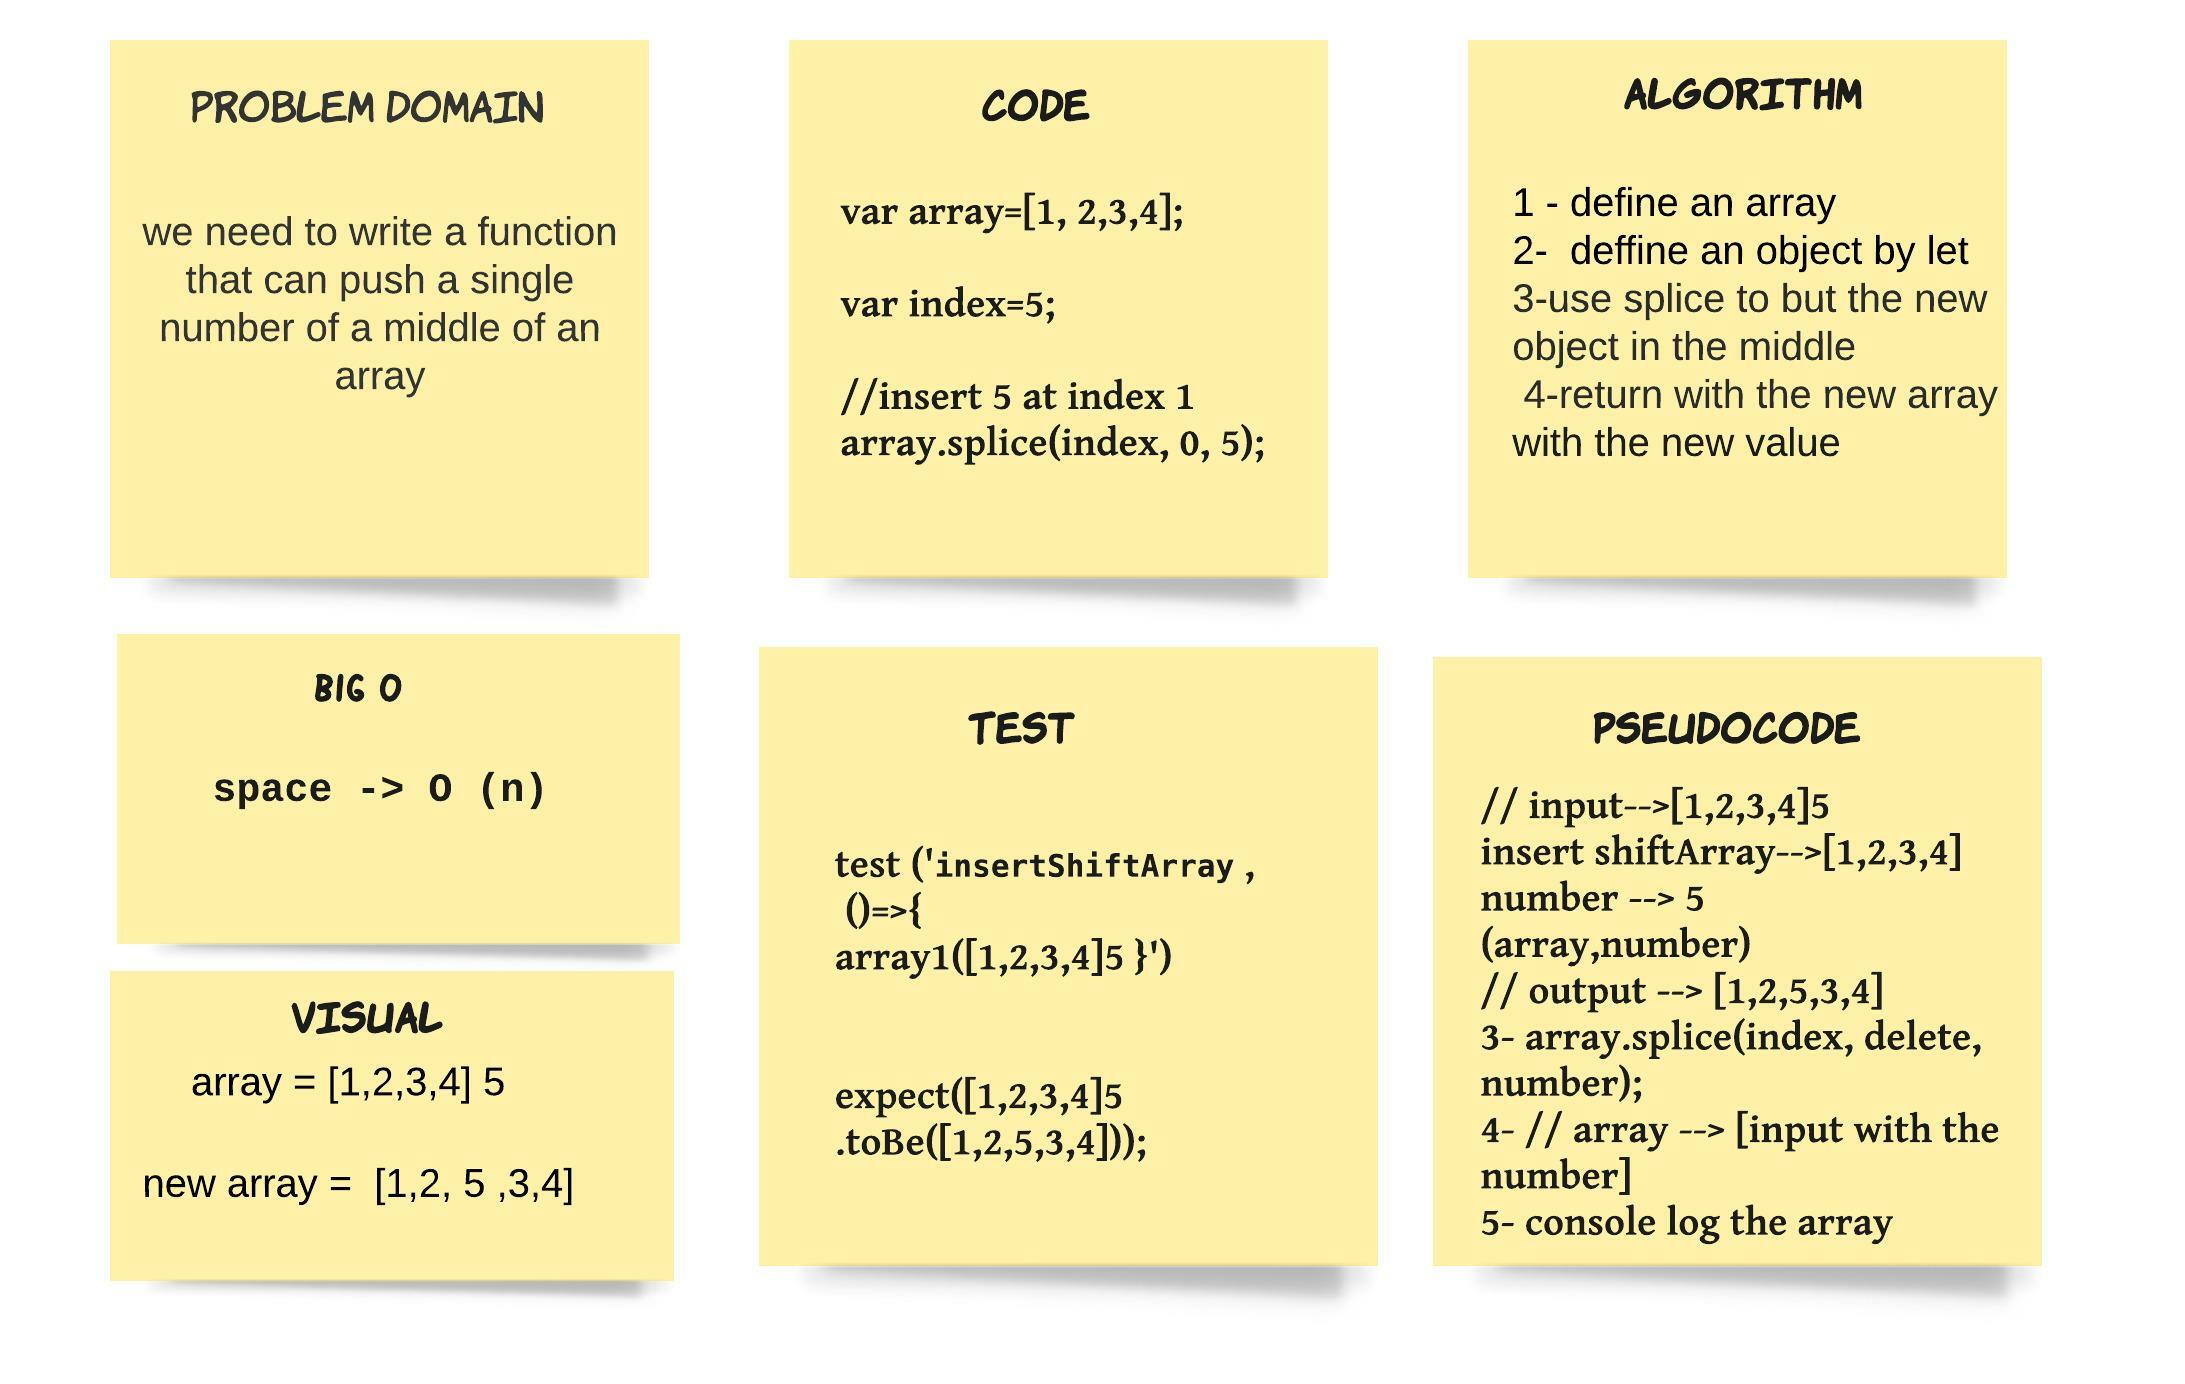 PROBLEM DOMAIN
we need to write a function
that can push a single
number of a middle of an
array
CODE
var array=[1, 2,3,4];
var index=5;
//insert 5 at index 1
array.splice(index, 0, 5);
ALGORITHM
1 - define an array
2-  deffine an object by let
3-use splice to but the new
object in the middle
4-return with the new array
with the new value
BIG O
space -> O (n)
VISUAL
array = [1,2,3,4] 5
new array =  [1,2, 5 ,3,4]
TEST
test ('insertShiftArray ,
()=>{
array1([1,2,3,4]5 }')
expect([1,2,3,4]5
.toBe([1,2,5,3,4]));
PSEUDOCODE
// input-->[1,2,3,4]5
insert shiftArray-->[1,2,3,4]
number --> 5
(array,number)
// output --> [1,2,5,3,4]
3- array.splice(index, delete,
number);
4- // array --> [input with the
number]
5- console log the array